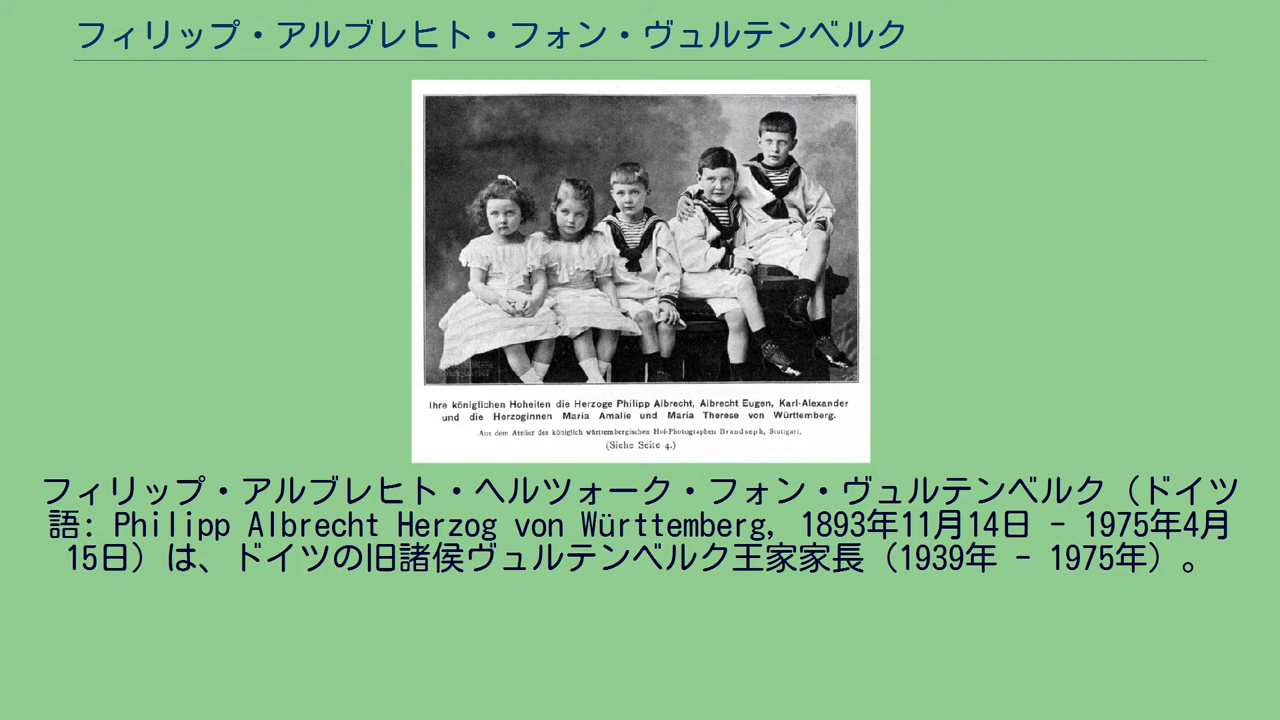 フィリップ・アルブレヒト・フォン・ヴュルテンベルク
Ihre königlichen Hoheiten die Herzoge Philipp Albrecht, Albrecht Eugen, Karl-Alexander
und die Herzoginnen Maria Amalie und Maria Therese von Württemberg.
Aus dem Atelier des königlich württembergischen Hof-Photographen Brandseph, Stuttgart.
(Siehe Seite 4.)
フィリップ・アルブレヒト・ヘルツォーク・フォン・ヴュルテンベルク（ドイツ
語: Philipp Albrecht Herzog von Württemberg, 1893年11月14日 - 1975年4月
15日）は、ドイツの旧諸侯ヴュルテンベルク王家家長（1939年 - 1975年）。